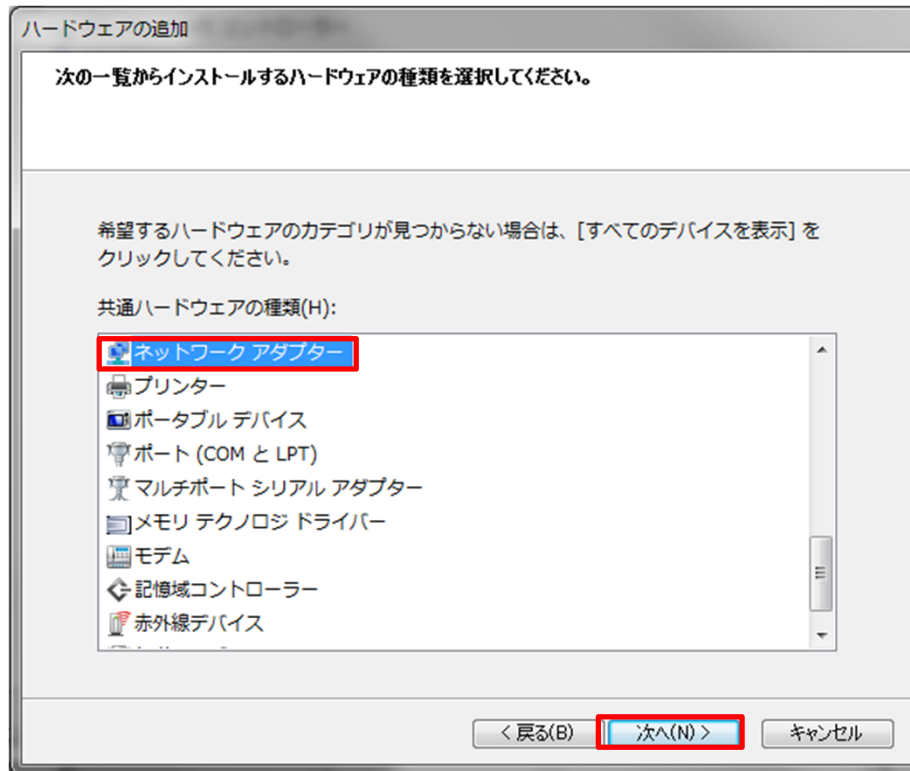 ハードウェアの追加
次の一覧からインストールするハードウェアの種類を選択してください。
希望するハードウェアのカテゴリが見つからない場合は、[すべてのデバイスを表示] を
クリックしてください。
共通ハードウェアの種類(H):
ネットワーク アダプター
プリンター
ポータブル デバイス
ポート (COM と LPT)
マルチポート シリアル アダプター
メモリ テクノロジ ドライバー
モデム
記憶域コントローラー
赤外線デバイス
< 戻る(B) 次へ(N) > キャンセル